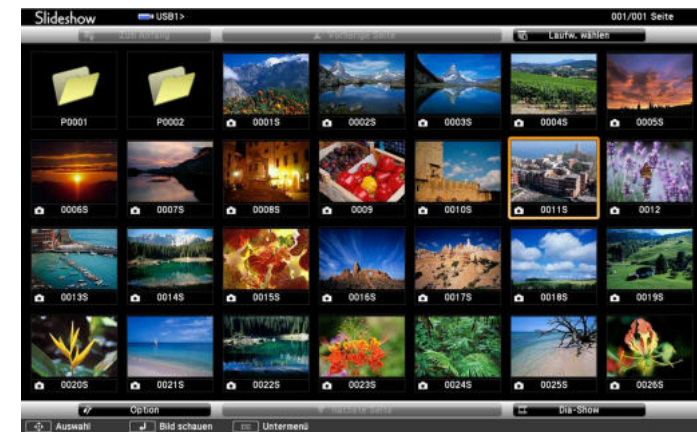 Slideshow USB1> 001/001 Seite
Zum Anfang Vorherige Seite Laufw. wählen
P0001 P0002 0001S 0002S 0003S 0004S 0005S
0006S 0007S 0008S 0009 0010S 0011S 0012
0013S 0014S 0015S 0016S 0017S 0018S 0019S
0020S 0021S 0022S 0023S 0024S 0025S 0026S
Option Nächste Seite Dia-Show
Auswahl Bild schauen ESC Untermenü